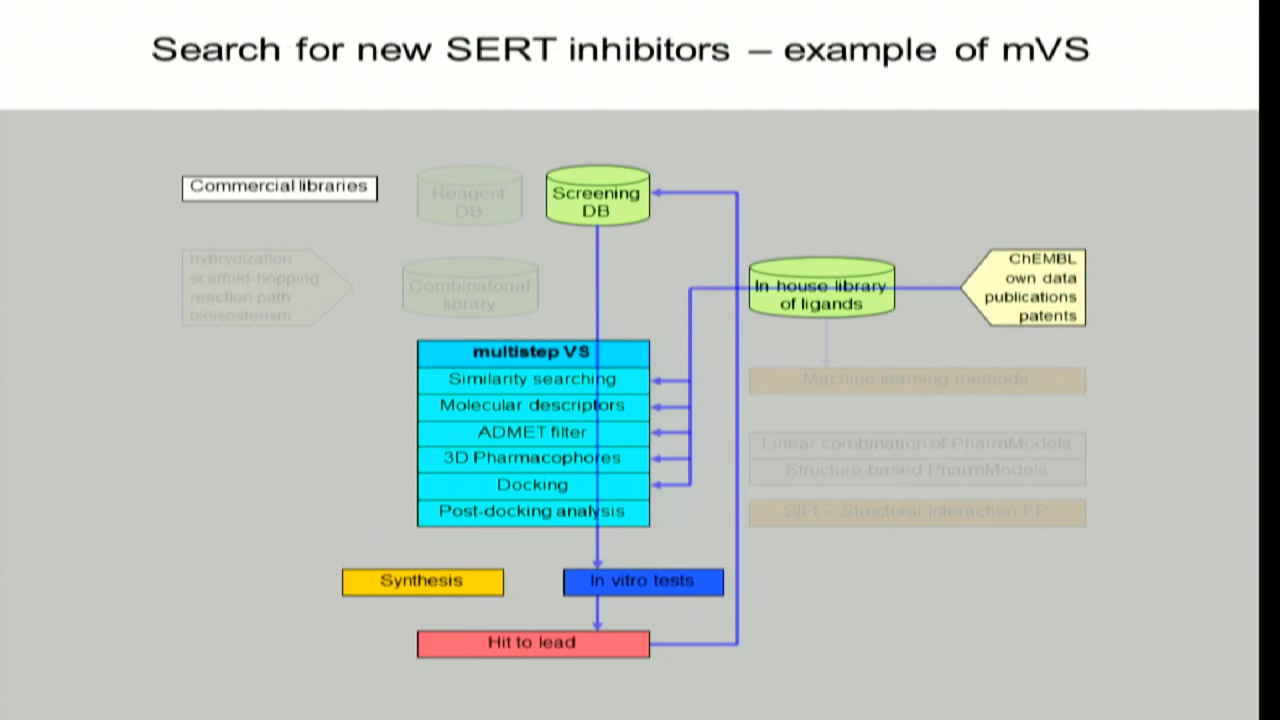 Search for new SERT inhibitors – example of mVS
Commercial libraries
Reagent
DB
Screening
DB
hybrydization
scaffold-hopping
reaction path
bioisosterism
Combinatorial
library
In house library
of ligands
ChEMBL
own data
publications
patents
multistep VS
Similarity searching
Molecular descriptors
ADMET filter
3D Pharmacophores
Docking
Post-docking analysis
Machine learning methods
Linear combination of PharmModels
Structure-based PharmModels
SIFt – Structural Interaction FP
Synthesis
In vitro tests
Hit to lead